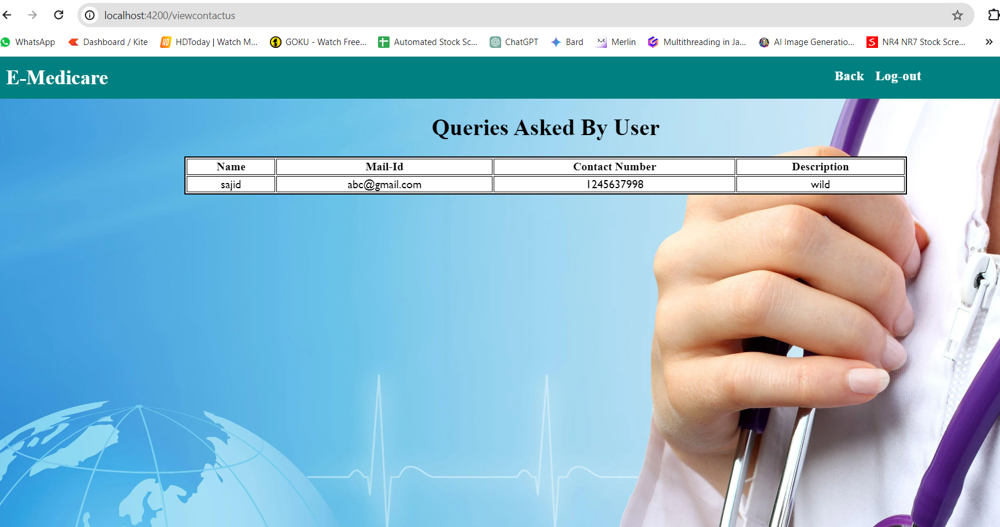 localhost:4200/viewcontactus
WhatsApp Dashboard / Kite HDToday | Watch M... GOKU - Watch Free... Automated Stock Sc... ChatGPT Bard Merlin Multithreading in Ja... AI Image Generatio... NR4 NR7 Stock Scre...
E-Medicare Back Log-out
Queries Asked By User
Name Mail-Id Contact Number Description
sajid abc@gmail.com 1245637998 wild